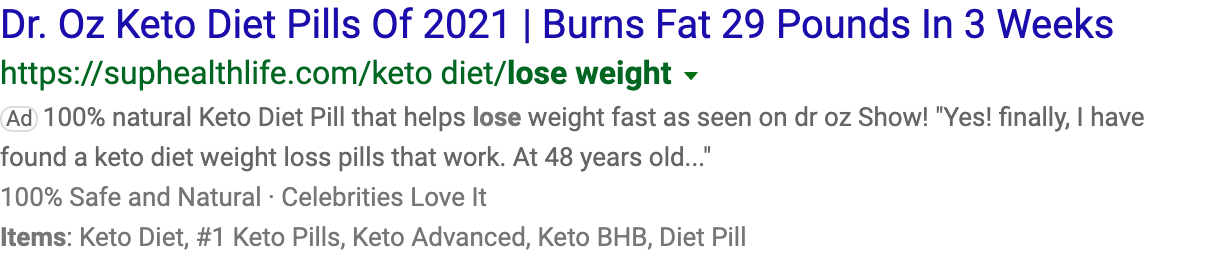 Dr. Oz Keto Diet Pills Of 2021 | Burns Fat 29 Pounds In 3 Weeks
https://suphealthlife.com/keto diet/lose weight
Ad 100% natural Keto Diet Pill that helps lose weight fast as seen on dr oz Show! "Yes! finally, I have
found a keto diet weight loss pills that work. At 48 years old..."
100% Safe and Natural · Celebrities Love It
Items: Keto Diet, #1 Keto Pills, Keto Advanced, Keto BHB, Diet Pill